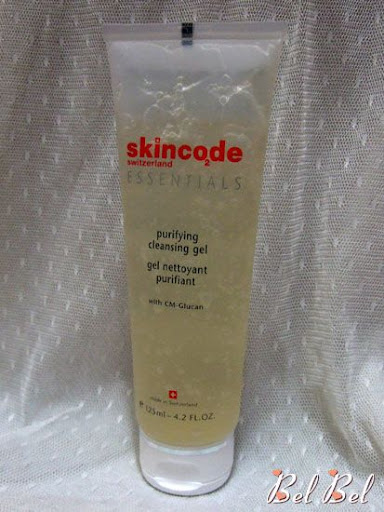 skincode
switzerland 2
ESSENTIALS
purifying
cleansing gel
gel nettoyant
purifiant
with CM-Glucan
made in Switzerland
e 125ml - 4.2 FL.OZ.
Bel Bel